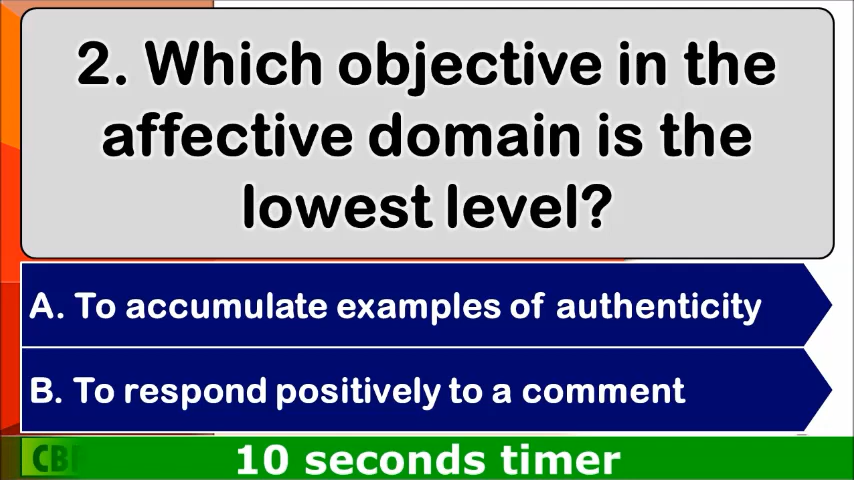 2. Which objective in the
affective domain is the
lowest level?
A. To accumulate examples of authenticity
B. To respond positively to a comment
10 seconds timer